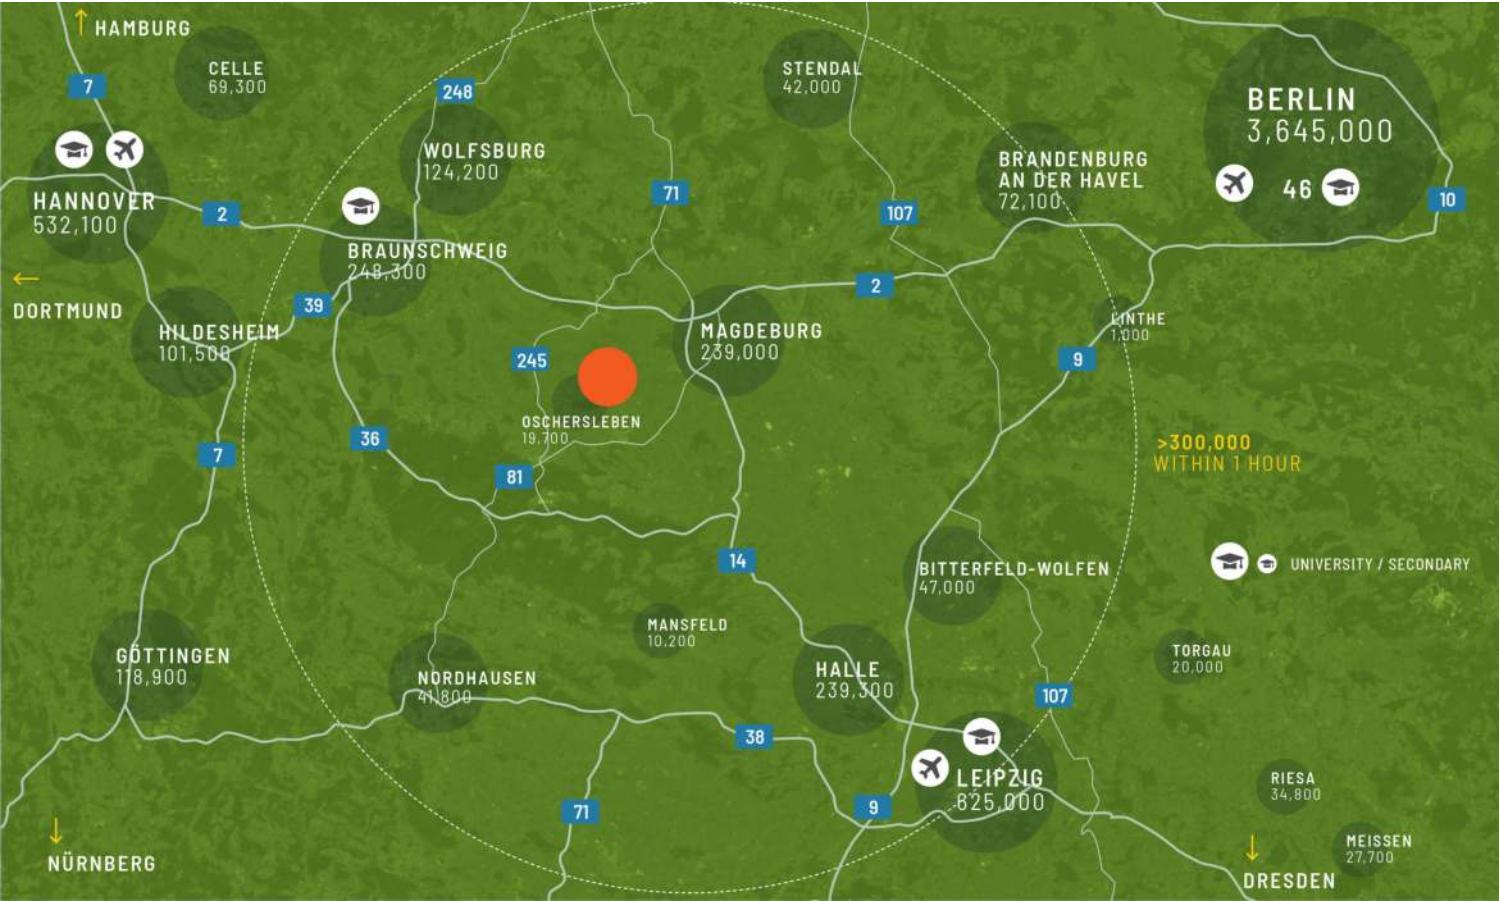 HAMBURG
CELLE
69,300
STENDAL
42,000
7
248
BERLIN
3,645,000
46
WOLFSBURG
124,200
BRANDENBURG
AN DER HAVEL
72,100
71
107
10
HANNOVER
532,100
2
BRAUNSCHWEIG
248,300
DORTMUND
39
2
HILDESHEIM
101,500
MAGDEBURG
239,000
LINTHE
1,000
245
9
OSCHERSLEBEN
19,700
36
7
81
>300,000
WITHIN 1 HOUR
14
BITTERFELD-WOLFEN
47,000
UNIVERSITY / SECONDARY
MANSFELD
10,200
GÖTTINGEN
118,900
NORDHAUSEN
41,800
HALLE
239,300
TORGAU
20,000
107
38
LEIPZIG
625,000
RIESA
34,800
71
9
NÜRNBERG
MEISSEN
27,700
DRESDEN